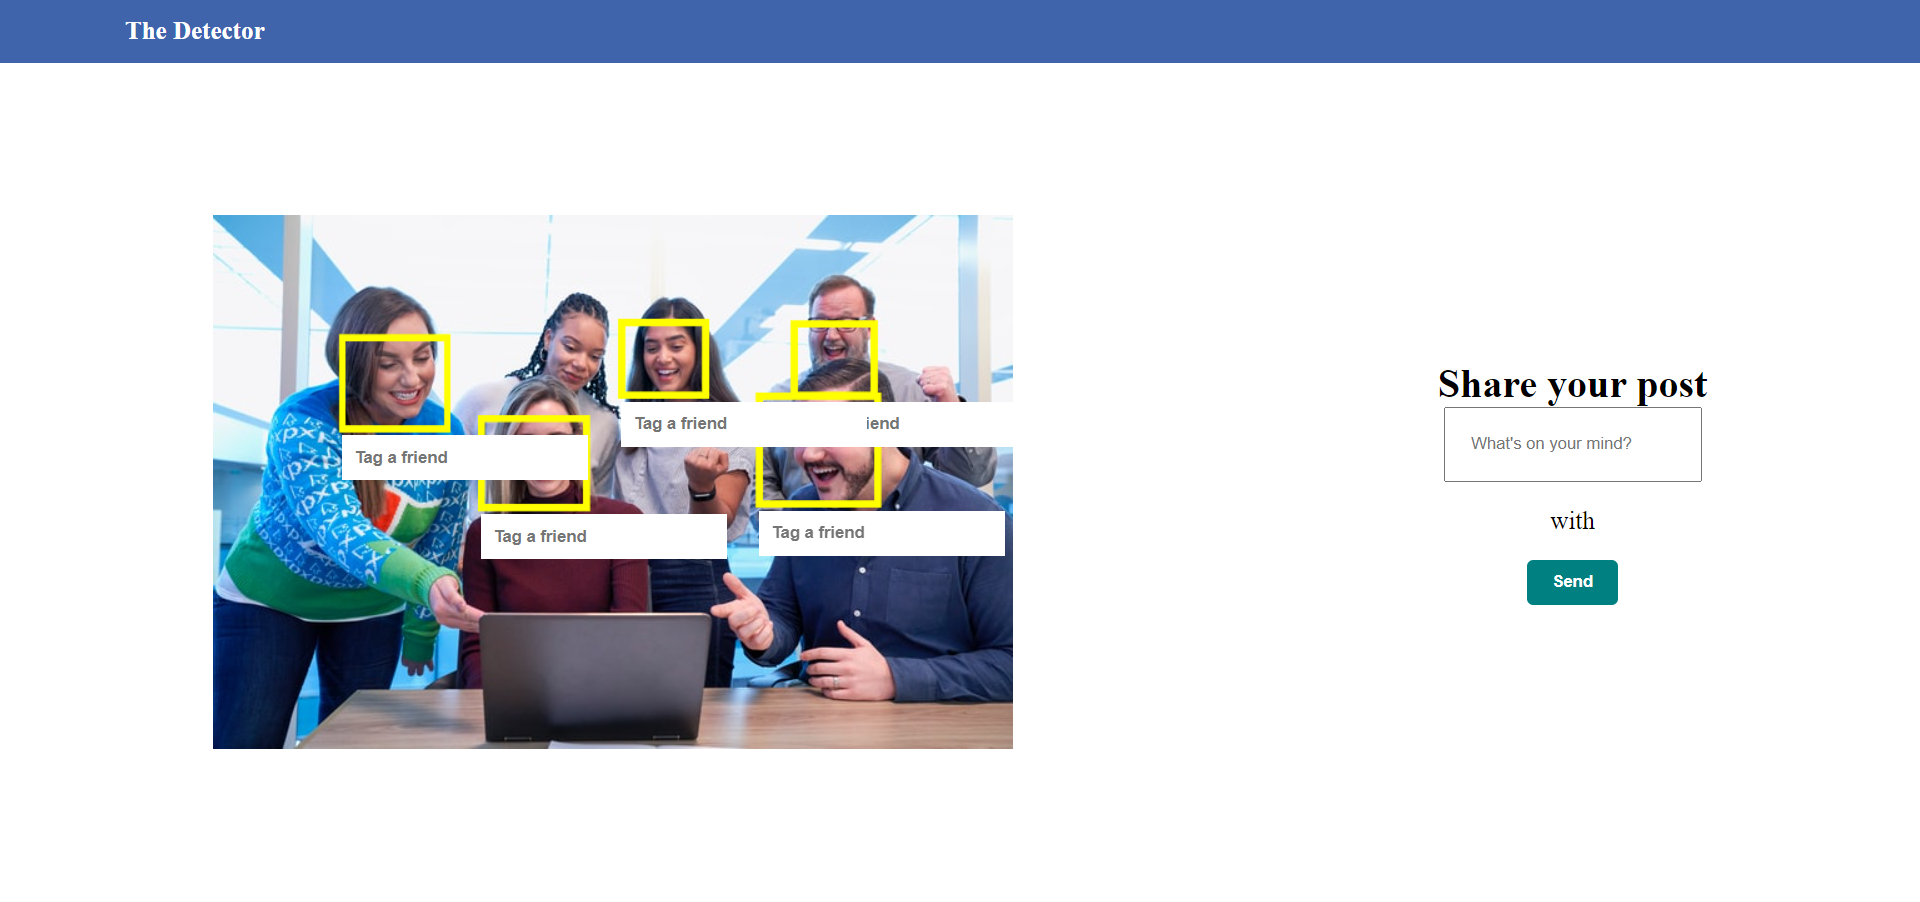 The Detector
Share your post
What's on your mind?
with
Send
Tag a friend
iend
Tag a friend
Tag a friend
Tag a friend